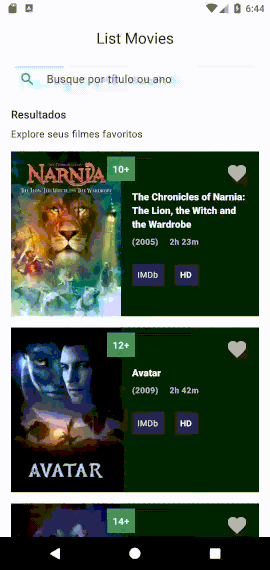 6:44
List Movies
Busque por título ou ano
Resultados
Explore seus filmes favoritos
10+
NARNIA
THE LION, THE WITCH AND THE WARDROBE
The Chronicles of Narnia:
The Lion, the Witch and
the Wardrobe
(2005) 2h 23m
IMDb HD
12+
AVATAR
Avatar
(2009) 2h 42m
IMDb HD
14+